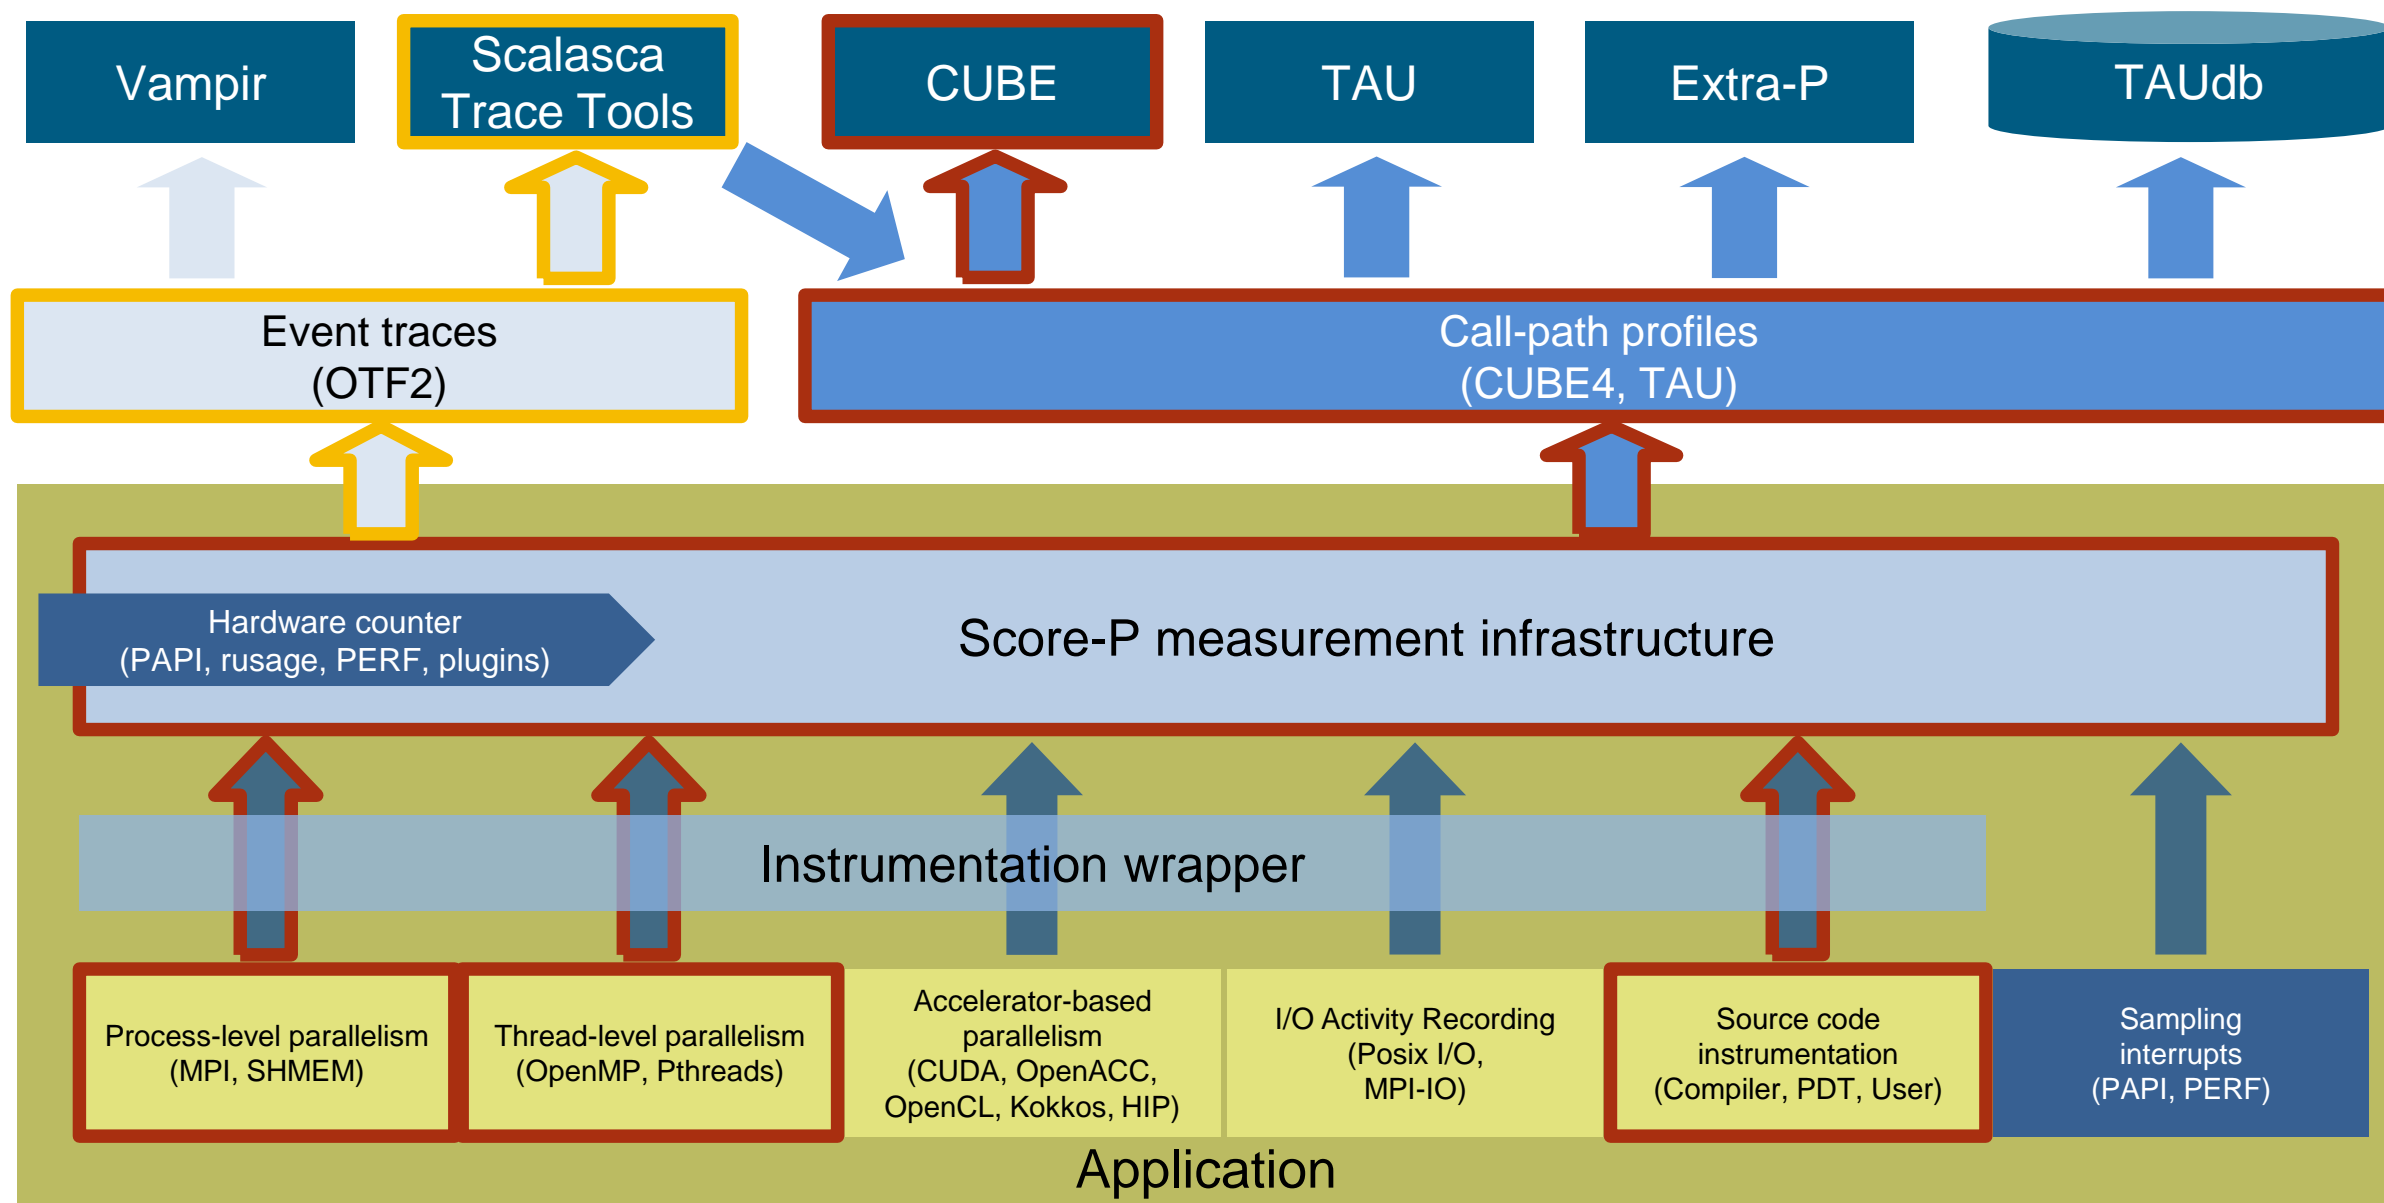 Vampir
Scalasca
Trace Tools
CUBE
TAU
Extra-P
TAUdb
Event traces
(OTF2)
Call-path profiles
(CUBE4, TAU)
Hardware counter
(PAPI, rusage, PERF, plugins)
Score-P measurement infrastructure
Instrumentation wrapper
Process-level parallelism
(MPI, SHMEM)
Thread-level parallelism
(OpenMP, Pthreads)
Accelerator-based
parallelism
(CUDA, OpenACC,
OpenCL, Kokkos, HIP)
I/O Activity Recording
(Posix I/O,
MPI-IO)
Source code
instrumentation
(Compiler, PDT, User)
Sampling
interrupts
(PAPI, PERF)
Application